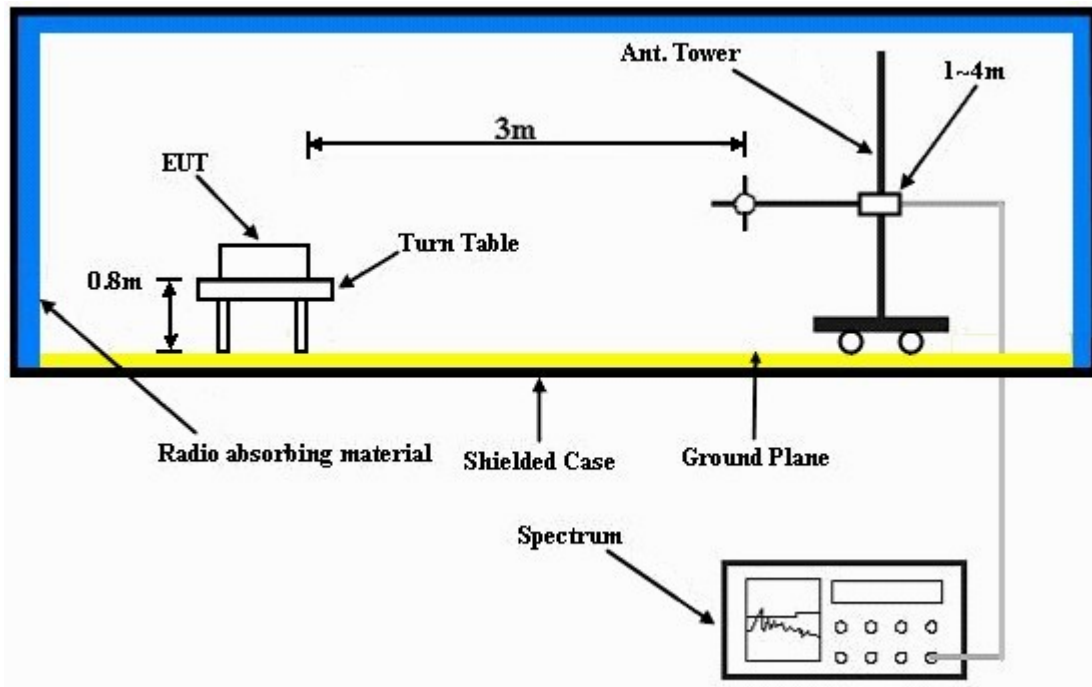 Ant. Tower
1~4m
3m
EUT
Turn Table
0.8m
Radio absorbing material
Shielded Case
Ground Plane
Spectrum